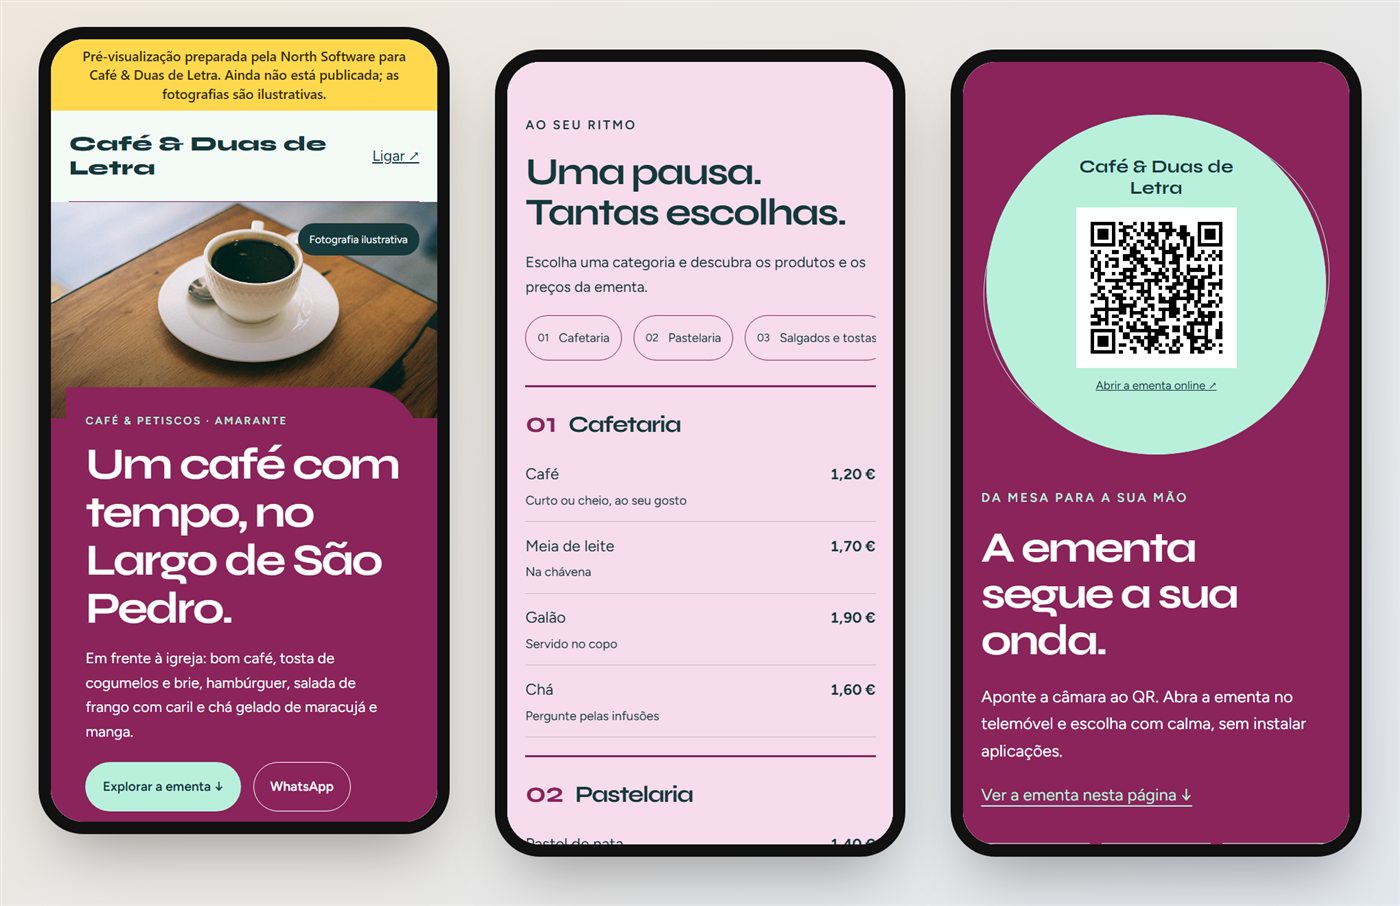 Pré-visualização preparada pela North Software para
Café & Duas de Letra. Ainda não está publicada; as
fotografias são ilustrativas.
Café & Duas de
Letra
Ligar ↗
Fotografia ilustrativa
CAFÉ & PETISCOS · AMARANTE
Um café com
tempo, no
Largo de São
Pedro.
Em frente à igreja: bom café, tosta de
cogumelos e brie, hambúrguer, salada de
frango com caril e chá gelado de maracujá e
manga.
Explorar a ementa ↓
WhatsApp
AO SEU RITMO
Uma pausa.
Tantas escolhas.
Escolha uma categoria e descubra os produtos e os
preços da ementa.
01 Cafetaria
02 Pastelaria
03 Salgados e tostas
01 Cafetaria
Café 1,20 €
Curto ou cheio, ao seu gosto
Meia de leite 1,70 €
Na chávena
Galão 1,90 €
Servido no copo
Chá 1,60 €
Pergunte pelas infusões
02 Pastelaria
Pastel de nata 1,40 €
Café & Duas de
Letra
Abrir a ementa online ↗
DA MESA PARA A SUA MÃO
A ementa
segue a sua
onda.
Aponte a câmara ao QR. Abra a ementa no
telemóvel e escolha com calma, sem instalar
aplicações.
Ver a ementa nesta página ↓